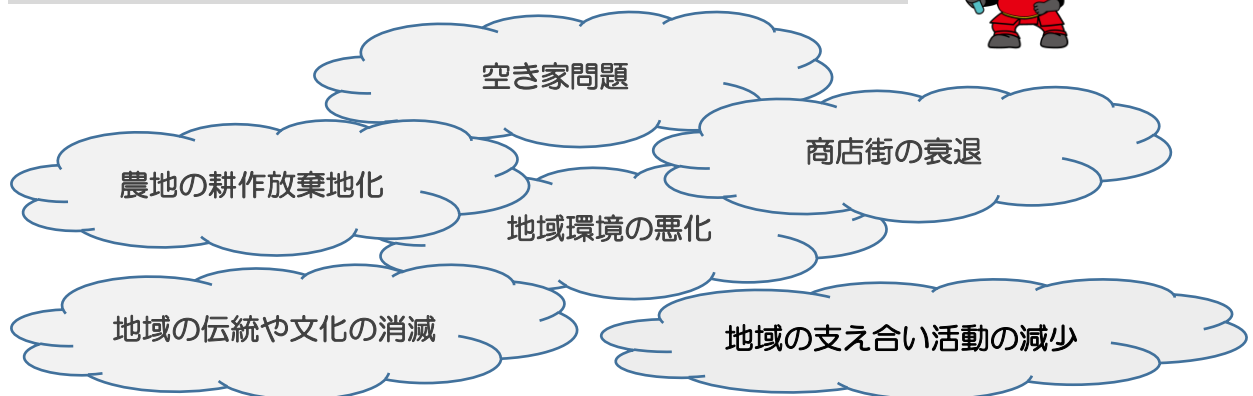 空き家問題
商店街の衰退
農地の耕作放棄地化
地域環境の悪化
地域の伝統や文化の消滅
地域の支え合い活動の減少